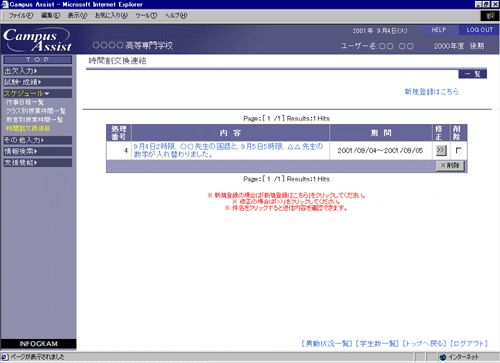 Campus Assist - Microsoft Internet Explorer
ファイル(F) 編集(E) 表示(V) お気に入り(A) ツール(T) ヘルプ(H)
Campus Assist
2001年 9月4日(火) HELP LOG OUT
〇〇〇〇高等専門学校 ユーザー名:〇〇 〇〇 2000年度 後期
TOP
出欠入力
試験・成績
スケジュール
行事日程一覧
クラス別授業時間一覧
教官別授業時間一覧
時間割交換連絡
その他入力
情報検索
支援機能
時間割交換連絡
一覧
新規登録はこちら
Page:[ 1 /1] Results:1 Hits
処理番号 内容 期間 修正 削除
4 9月4日2時限、〇〇先生の国語と、9月5日5時限、△△先生の
数学が入れ替わりました。 2001/09/04～2001/09/05 >>
×削除
Page:[ 1 /1] Results:1 Hits
※ 新規登録の場合は「新規登録はこちら」をクリックしてください。
※ 修正の場合は「>>」をクリックしてください。
※ 件名をクリックすると送信内容を確認できます。
INFOGRAM
[異動状況一覧] [学生数一覧] [トップへ戻る] [ログアウト]
ページが表示されました インターネット